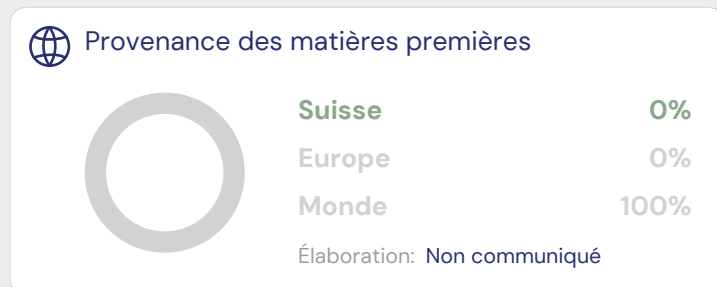 Provenance des matières premières
Suisse 0%
Europe 0%
Monde 100%
Élaboration: Non communiqué